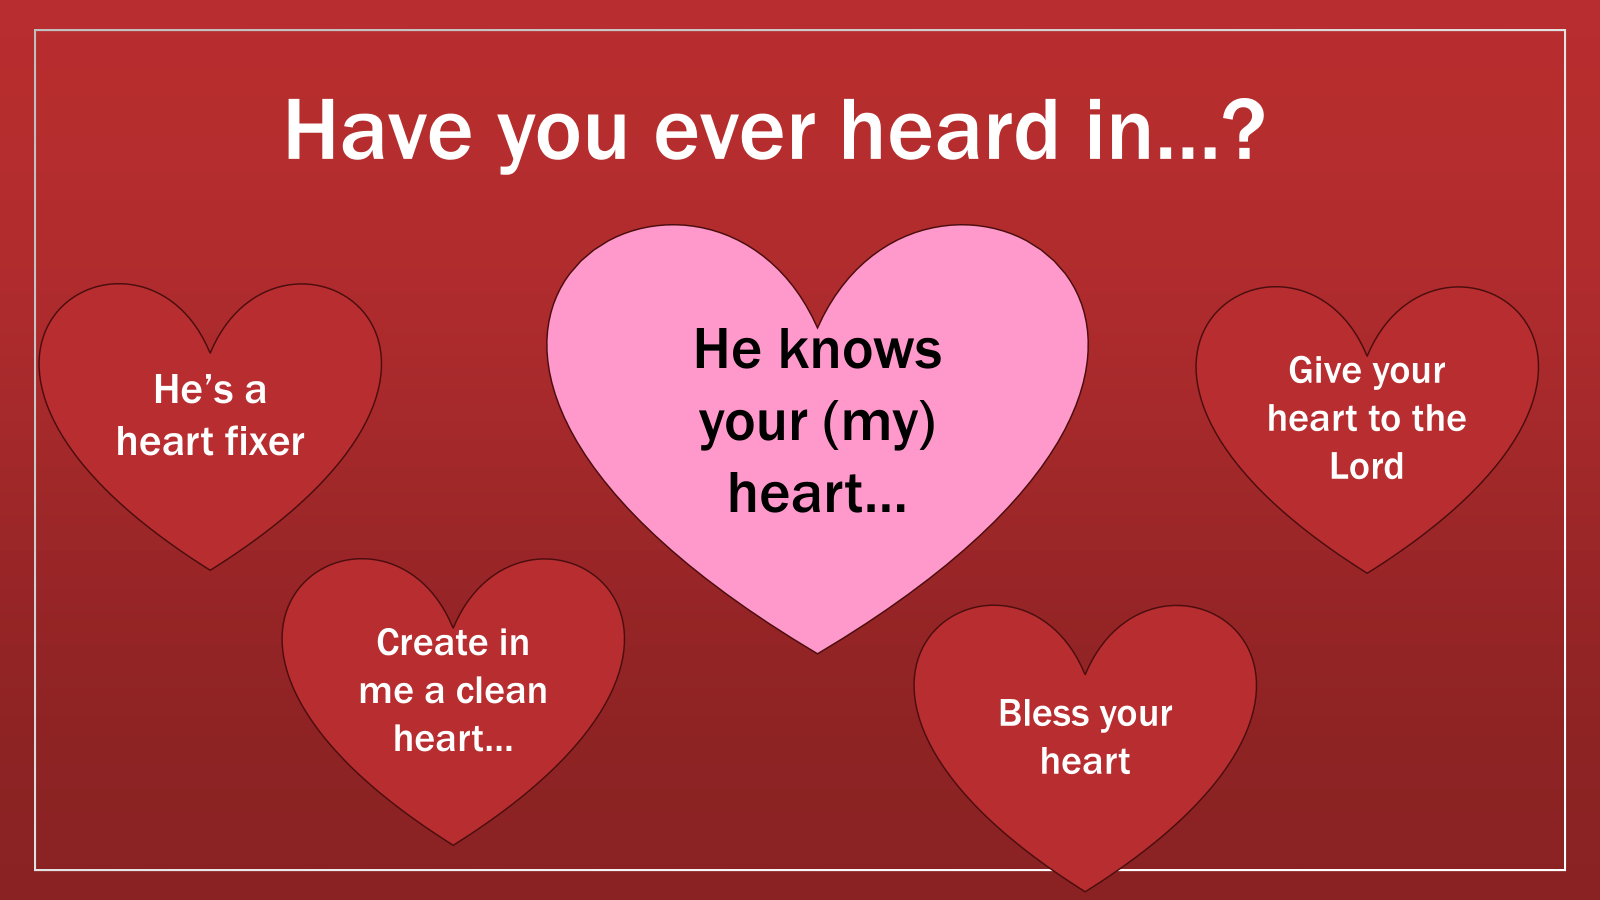 Have you ever heard in...?
He’s a
heart fixer
He knows
your (my)
heart...
Give your
heart to the
Lord
Create in
me a clean
heart...
Bless your
heart